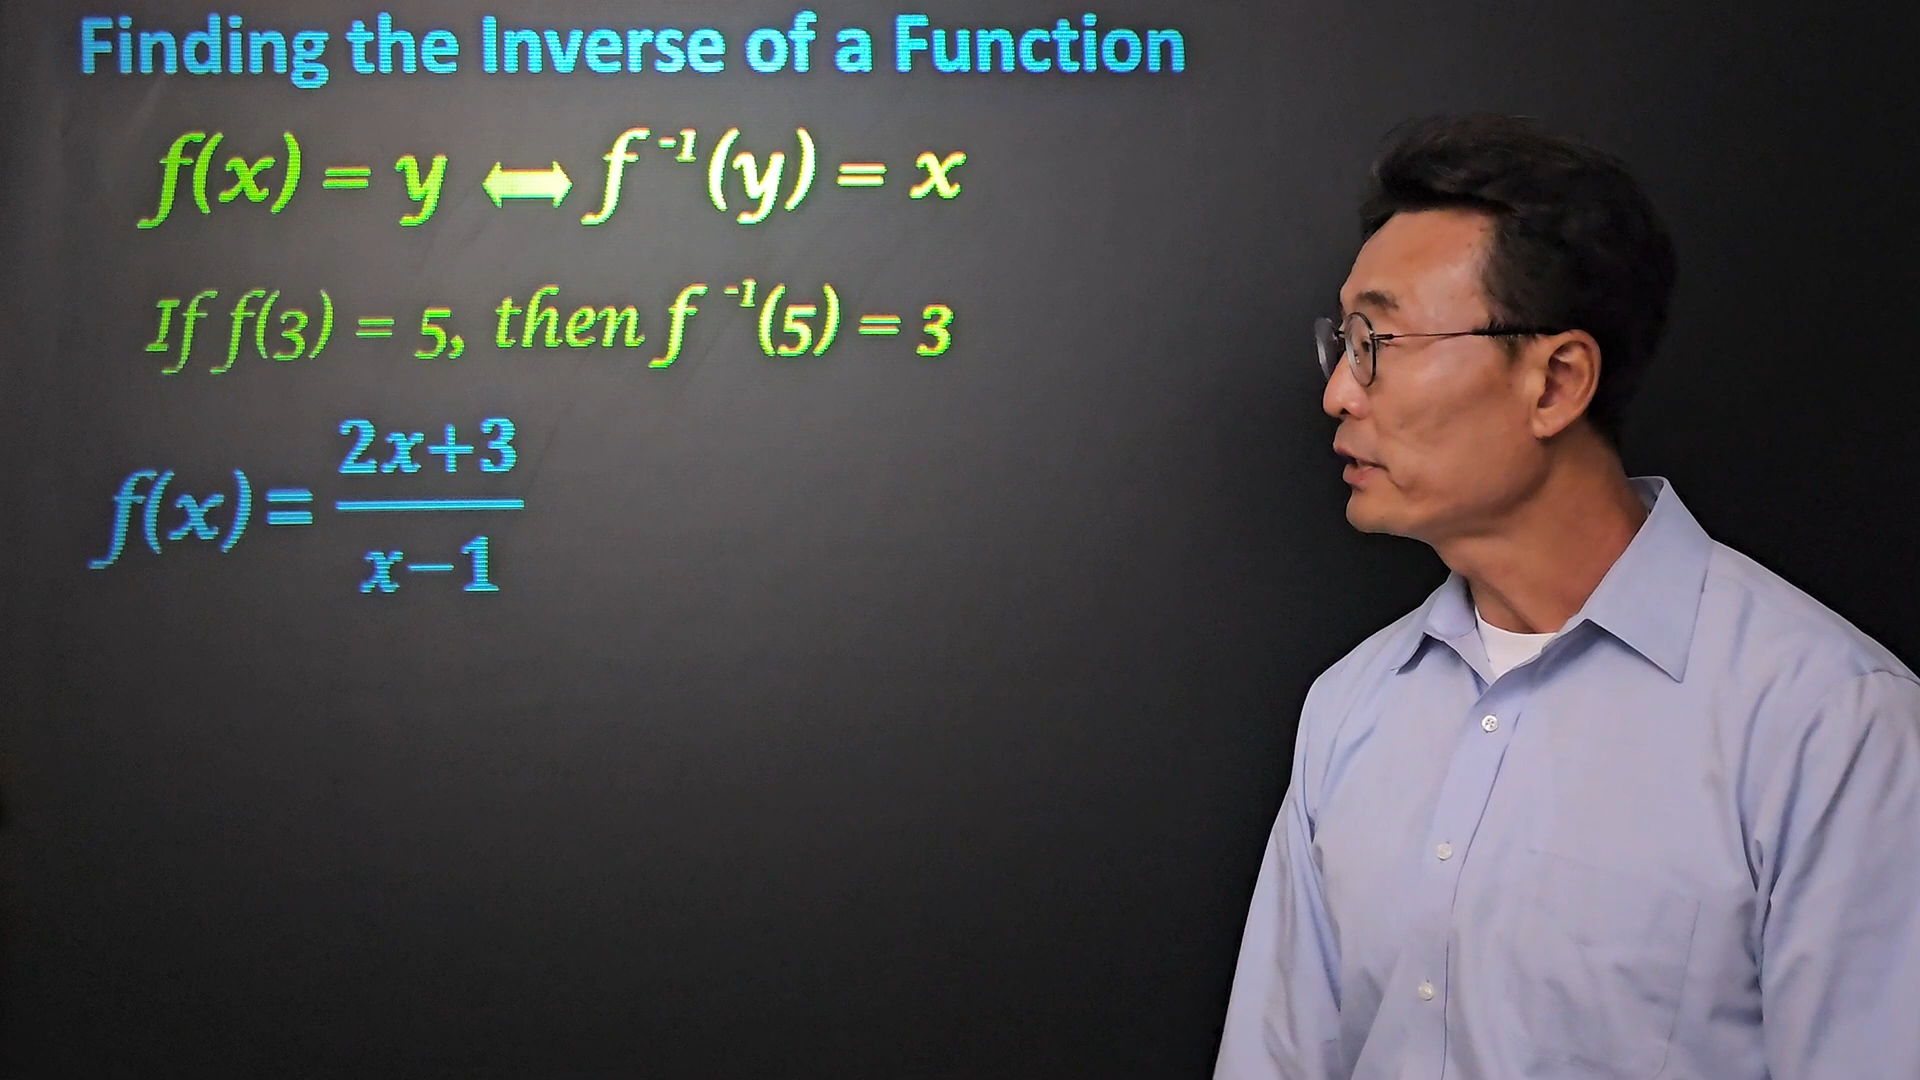 Finding the Inverse of a Function
f(x) = y ⟺ f⁻¹(y) = x
If f(3) = 5, then f⁻¹(5) = 3
f(x) = 2x+3
x−1